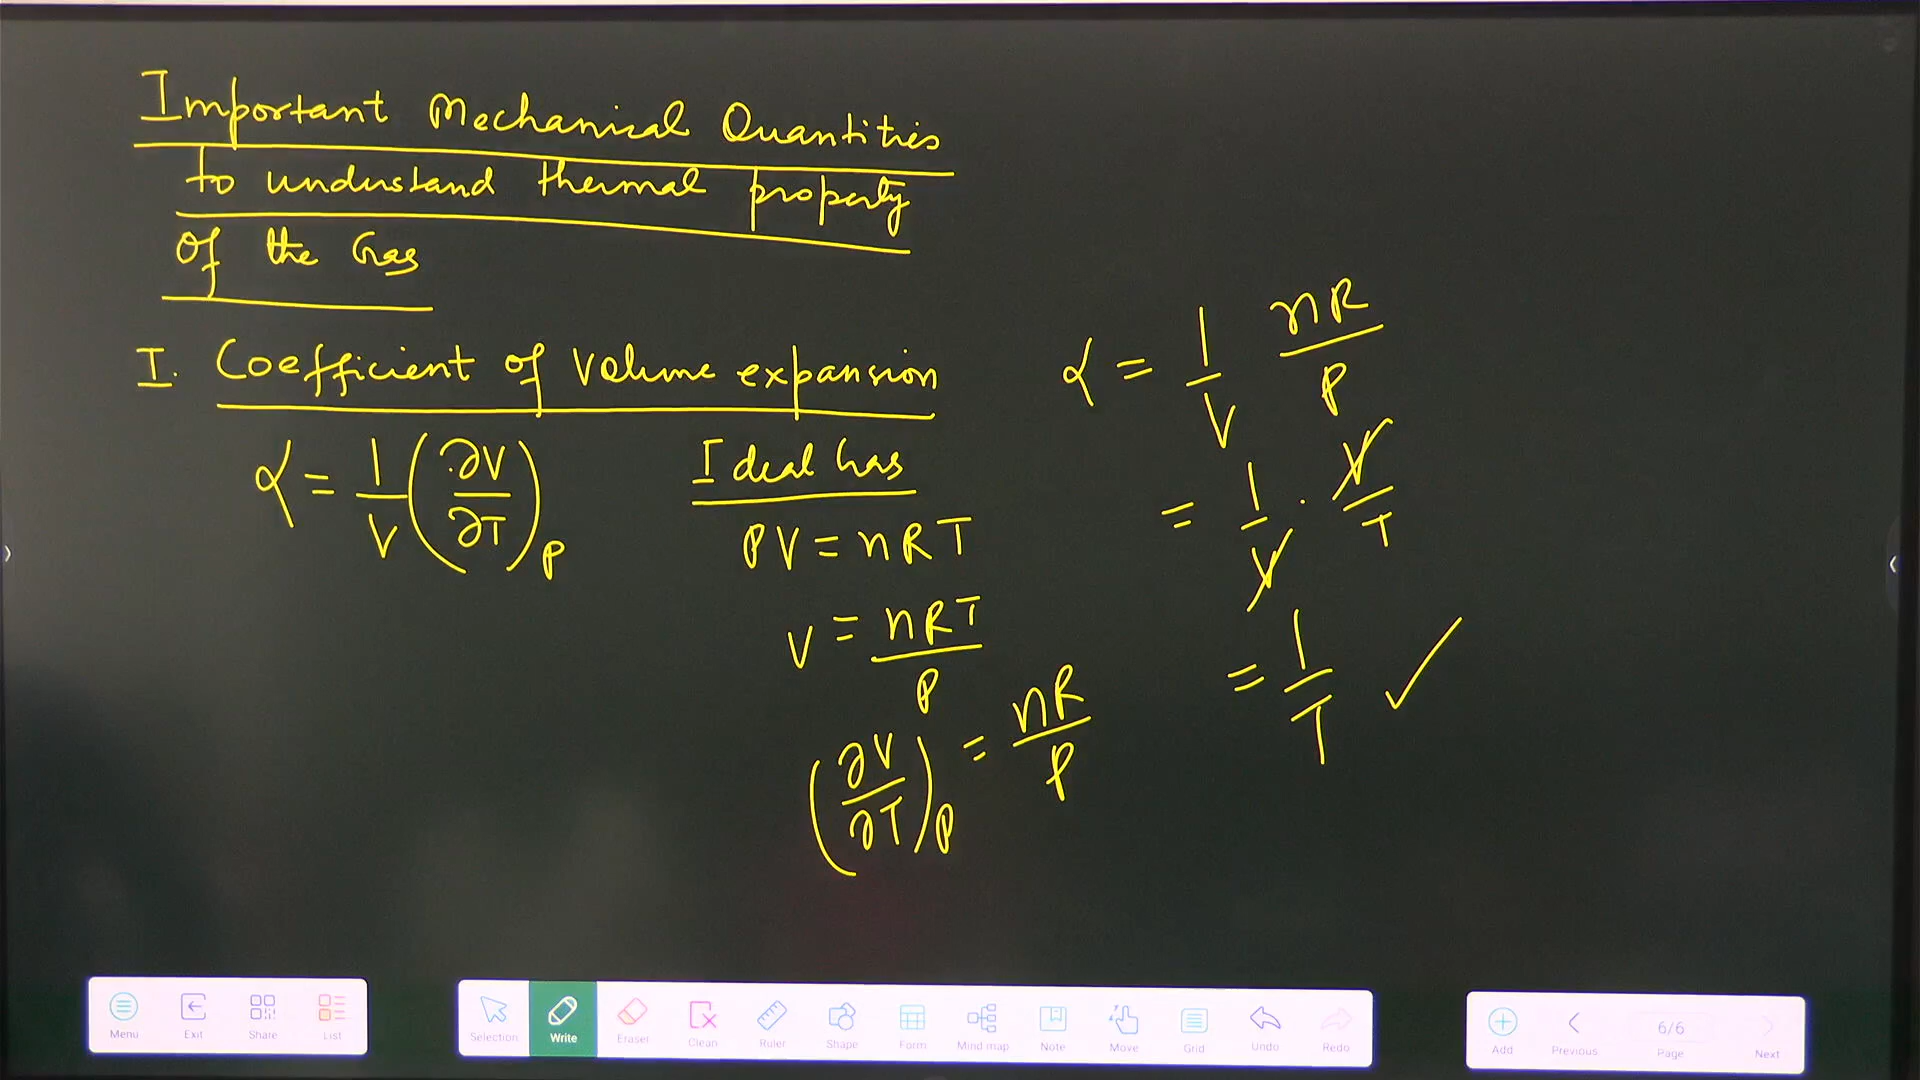 Important Mechanical Quantities
to understand thermal property
of the Gas
I. Coefficient of Volume expansion
α = 1/V (∂V/∂T)_P
Ideal Gas
PV = nRT
V = nRT/P
(∂V/∂T)_P = nR/P
α = 1/V nR/P
= 1/V · V/T
= 1/T ✓
Menu Exit Share List
Selection Write Eraser Clean Ruler Shape Form Mind map Note Move Grid Undo Redo
Add Previous 6/6 Page Next